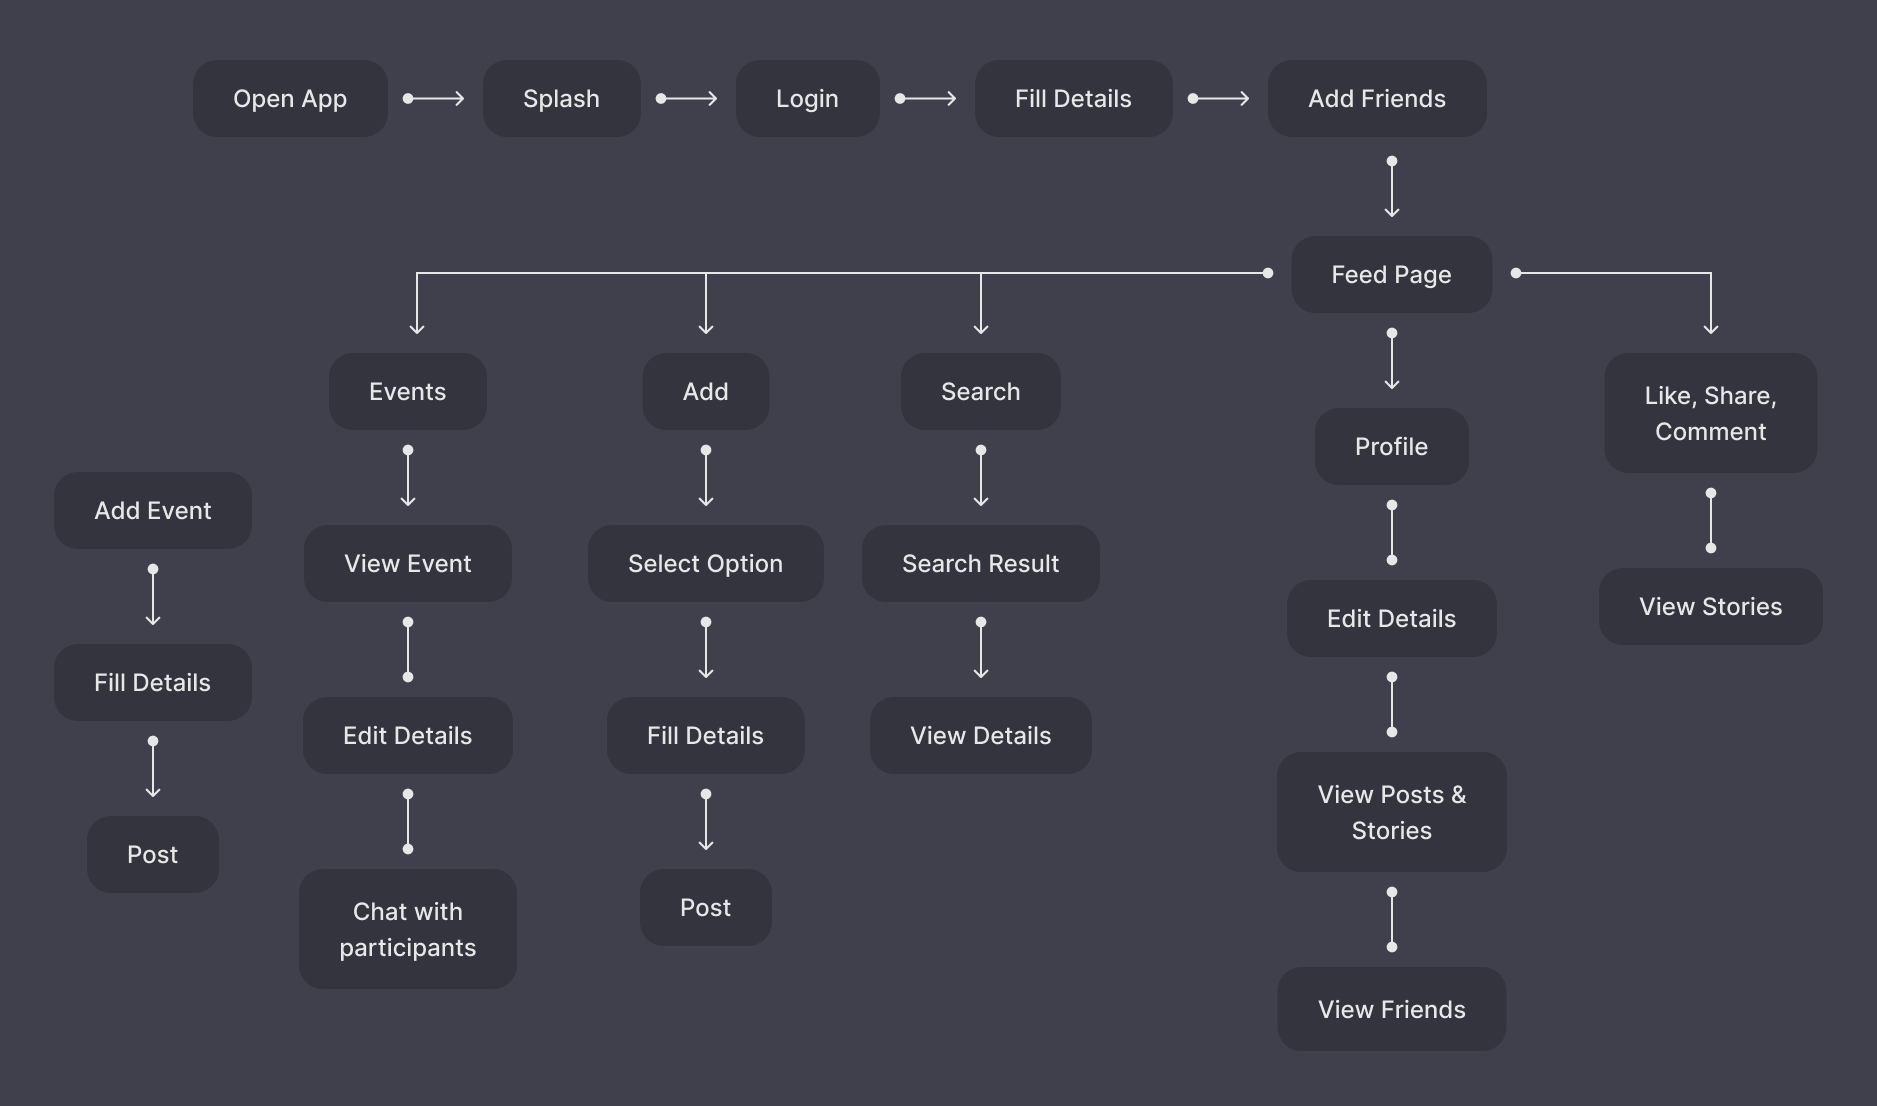 Open App
Splash
Login
Fill Details
Add Friends
Feed Page
Events
Add
Search
Like, Share,
Comment
Profile
Add Event
View Event
Select Option
Search Result
Edit Details
View Stories
Fill Details
Edit Details
Fill Details
View Details
View Posts &
Stories
Post
Chat with
participants
Post
View Friends